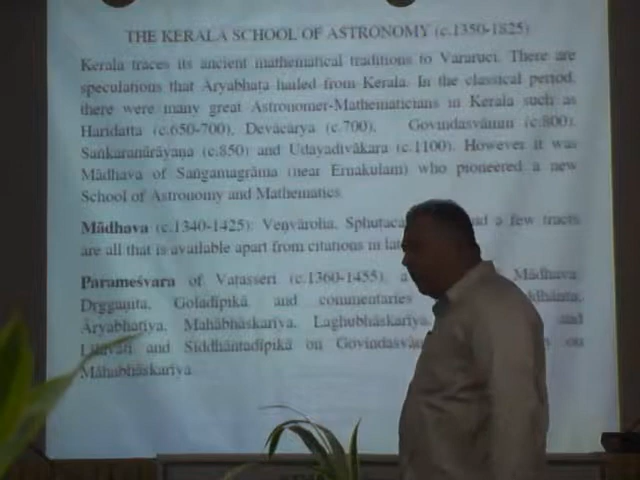 THE KERALA SCHOOL OF ASTRONOMY (c.1350-1825)
Kerala traces its ancient mathematical traditions to Vararuci. There are
speculations that Āryabhaṭa hailed from Kerala. In the classical period,
there were many great Astronomer-Mathematicians in Kerala such as
Haridatta (c.650-700), Devācārya (c.700), Govindasvāmin (c.800),
Śaṅkaranārāyaṇa (c.850) and Udayadivākara (c.1100). However it was
Mādhava of Saṅgamagrāma (near Ernakulam) who pioneered a new
School of Astronomy and Mathematics.
Mādhava (c.1340-1425): Veṇvāroha, Sphuṭaca a few tracts
are all that is available apart from citations in
Parameśvara of Vaṭasseri (c.1360-1455), a Mādhava:
Dṛggaṇita, Goladīpikā, and commentaries
Āryabhaṭīya, Mahābhāskarīya, Laghubhāskarīya, and
Līlāvatī and Siddhāntadīpikā on on
Mahābhāskarīya